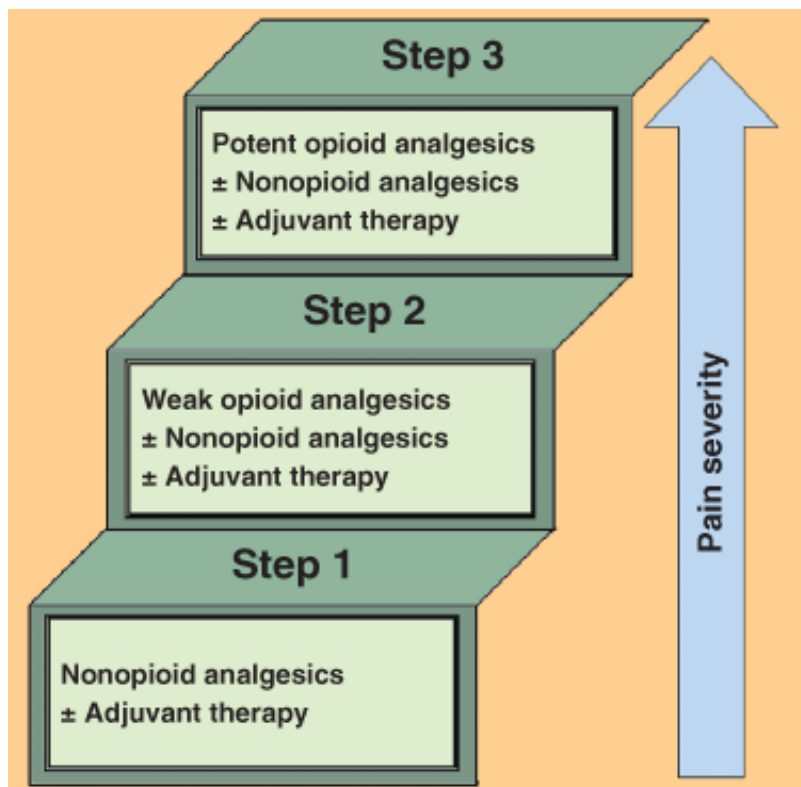 Step 3
Potent opioid analgesics
± Nonopioid analgesics
± Adjuvant therapy
Step 2
Weak opioid analgesics
± Nonopioid analgesics
± Adjuvant therapy
Step 1
Nonopioid analgesics
± Adjuvant therapy
Pain severity